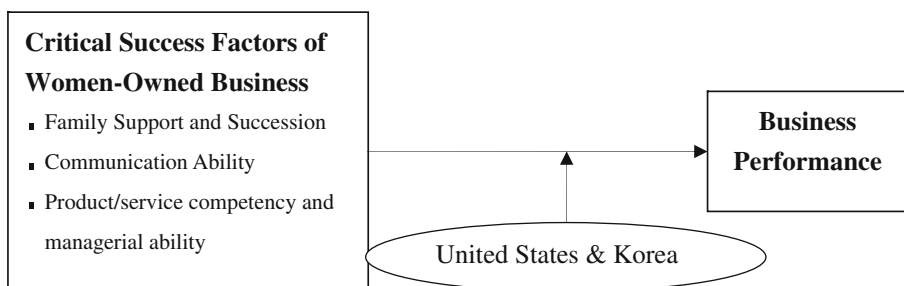 Critical Success Factors of
Women-Owned Business
▪ Family Support and Succession
▪ Communication Ability
▪ Product/service competency and
managerial ability
Business
Performance
United States & Korea